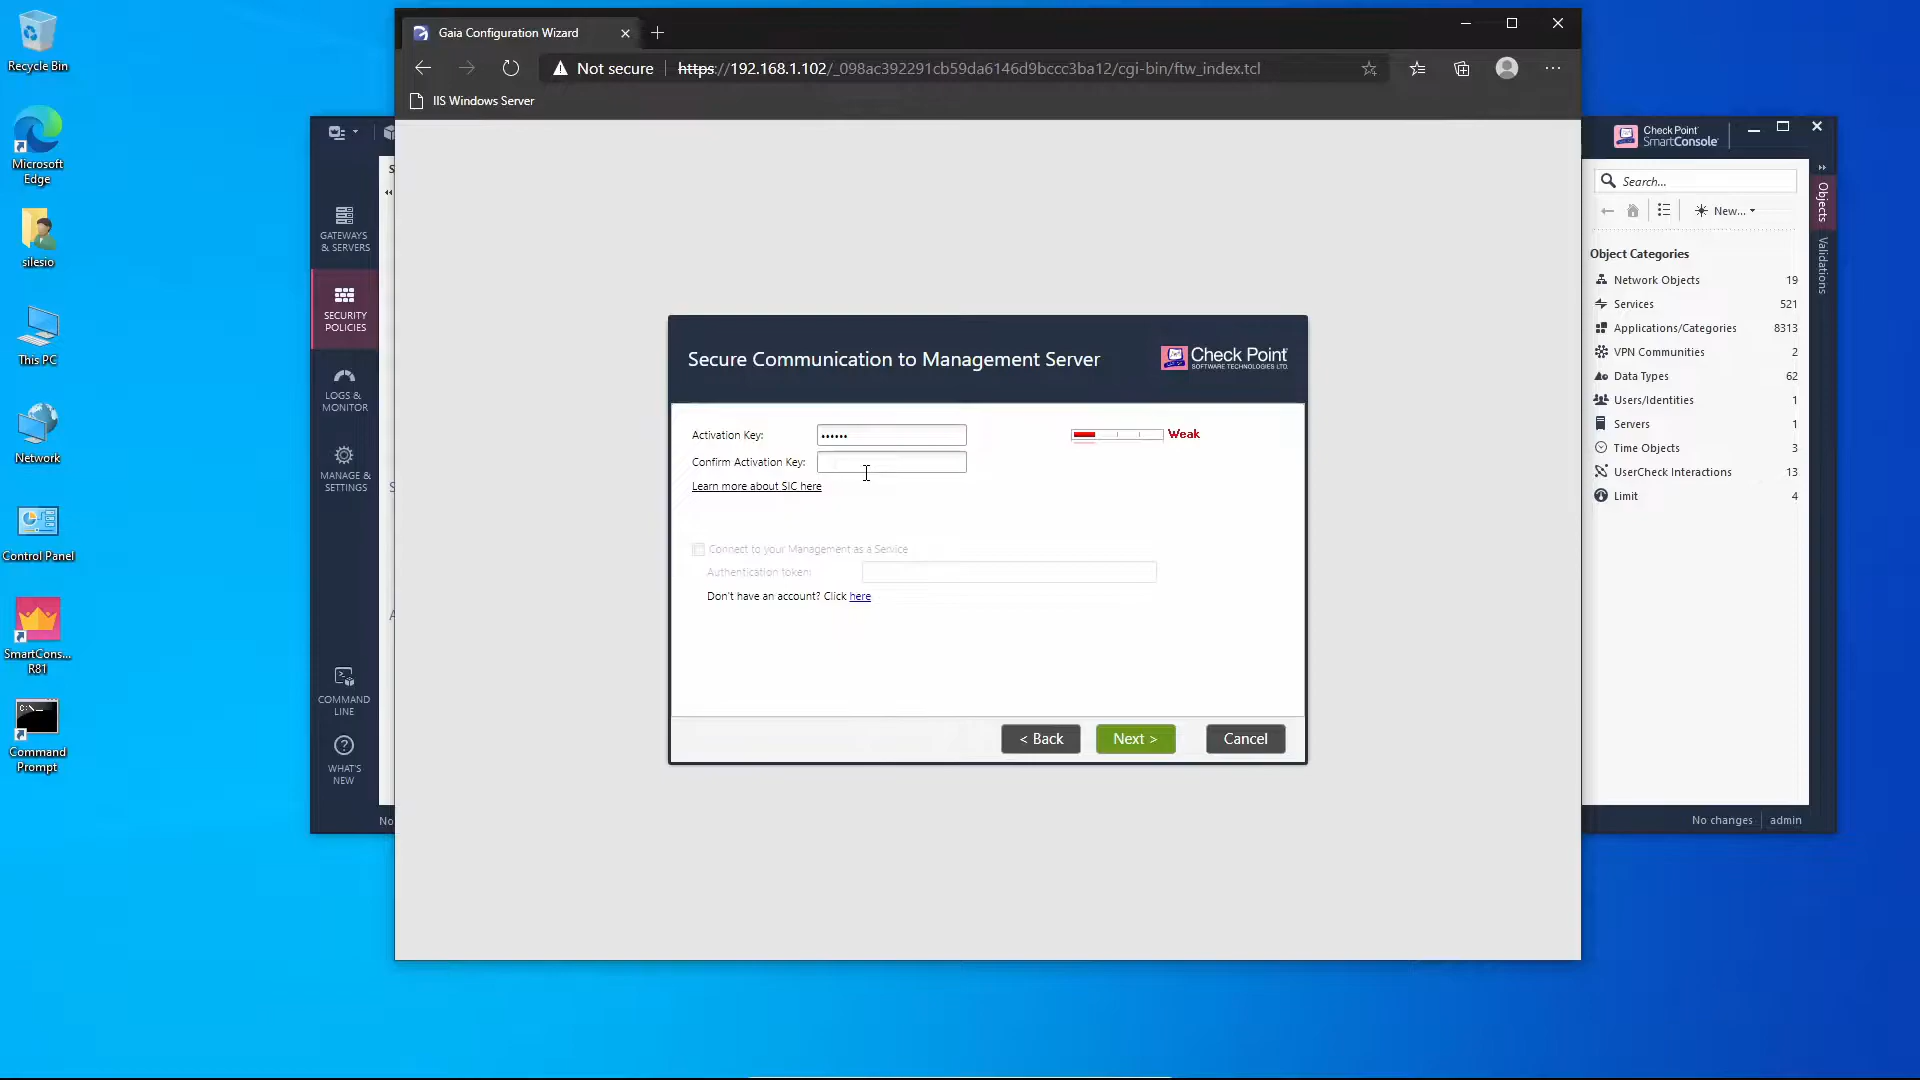 Recycle Bin
Microsoft
Edge
silesio
This PC
Network
Control Panel
SmartCons...
R81
C:\_
Command
Prompt
Gaia Configuration Wizard
Not secure
https://192.168.1.102/_098ac392291cb59da6146d9bccc3ba12/cgi-bin/ftw_index.tcl
IIS Windows Server
GATEWAYS
& SERVERS
SECURITY
POLICIES
LOGS &
MONITOR
MANAGE &
SETTINGS
COMMAND
LINE
WHAT'S
NEW
No
Secure Communication to Management Server
Check Point
SOFTWARE TECHNOLOGIES LTD.
Activation Key:
••••••
Weak
Confirm Activation Key:
Learn more about SIC here
Connect to your Management as a Service
Authentication token:
Don't have an account? Click here
< Back
Next >
Cancel
Check Point
SmartConsole
Search...
New...
Object Categories
Network Objects 19
Services 521
Applications/Categories 8313
VPN Communities 2
Data Types 62
Users/Identities 1
Servers 1
Time Objects 3
UserCheck Interactions 13
Limit 4
Objects
Validations
No changes
admin